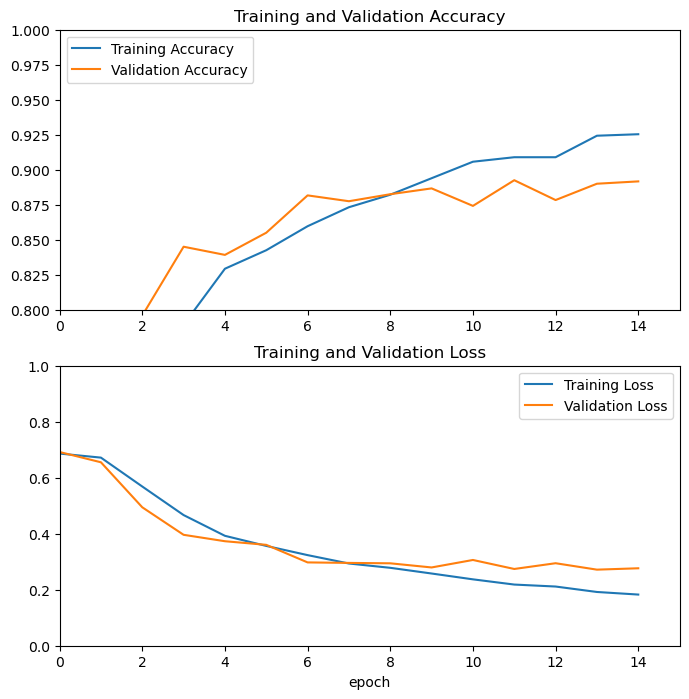 Training and Validation Accuracy
1.000
0.975
0.950
0.925
0.900
0.875
0.850
0.825
0.800
Training Accuracy
Validation Accuracy
0 2 4 6 8 10 12 14
Training and Validation Loss
1.0
0.8
0.6
0.4
0.2
0.0
Training Loss
Validation Loss
0 2 4 6 8 10 12 14
epoch